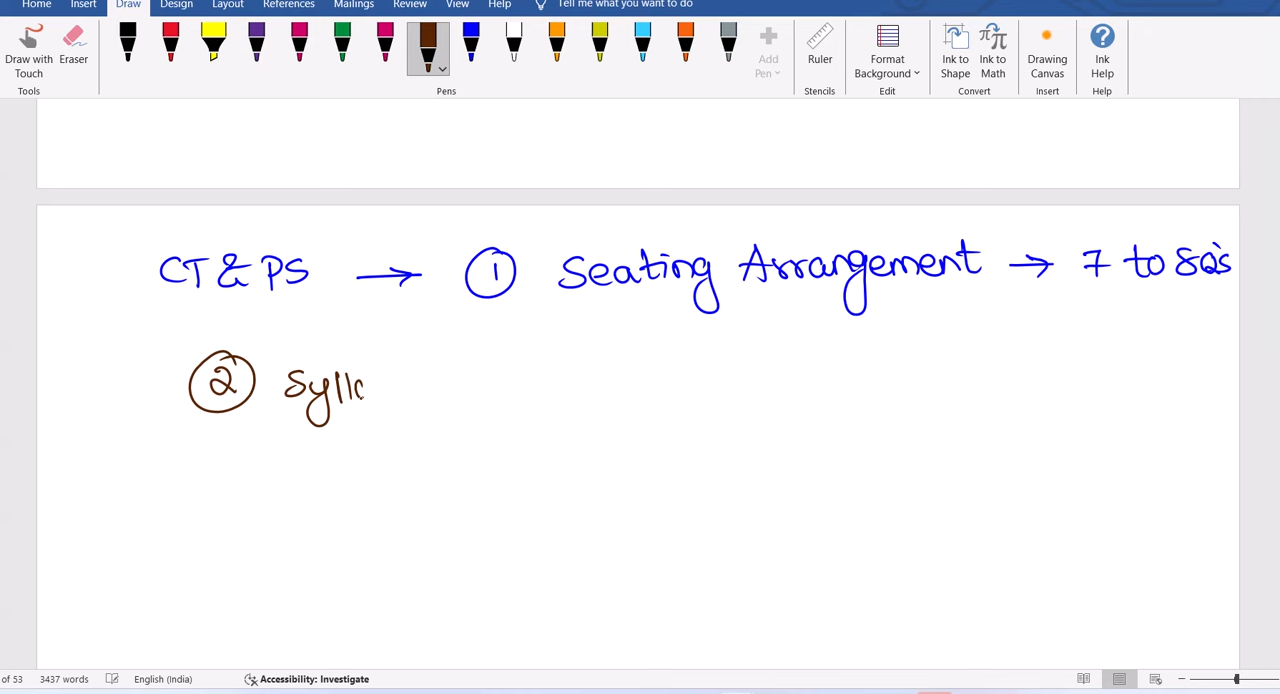 Home Insert Draw Design Layout References Mailings Review View Help Tell me what you want to do
Draw with Touch
Eraser
Add Pen
Ruler
Format Background
Ink to Shape
Ink to Math
Drawing Canvas
Ink Help
Tools Pens Stencils Edit Convert Insert Help
CT & PS → ① Seating Arrangement → 7 to 8Q's
② Syllo
of 53 3437 words English (India) Accessibility: Investigate